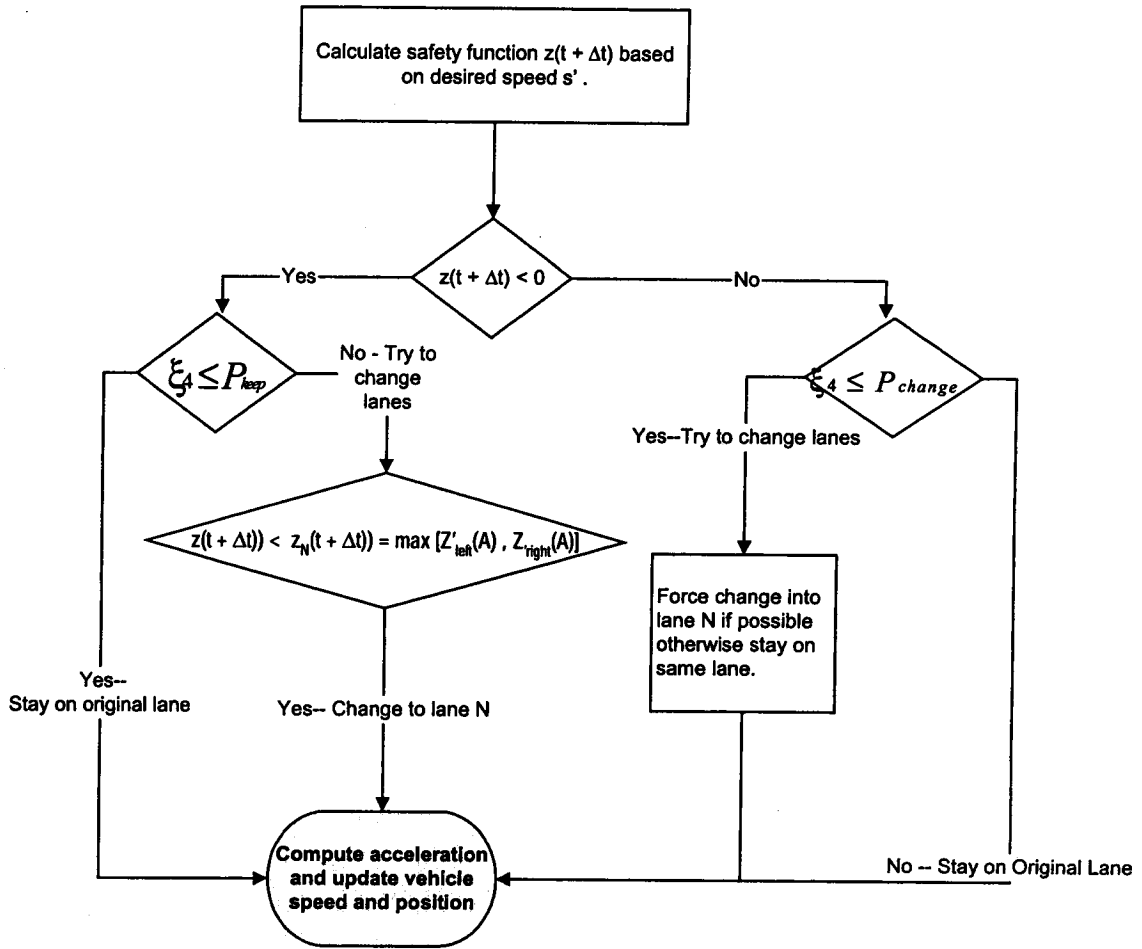 Calculate safety function z(t + Δt) based
on desired speed s' .
z(t + Δt) < 0
Yes
No
ξ4 ≤ Pkeep
No - Try to
change
lanes
ξ4 ≤ Pchange
Yes--Try to change lanes
z(t + Δt)) < zN(t + Δt)) = max [Z'left(A) , Z'right(A)]
Force change into
lane N if possible
otherwise stay on
same lane.
Yes--
Stay on original lane
Yes-- Change to lane N
Compute acceleration
and update vehicle
speed and position
No -- Stay on Original Lane